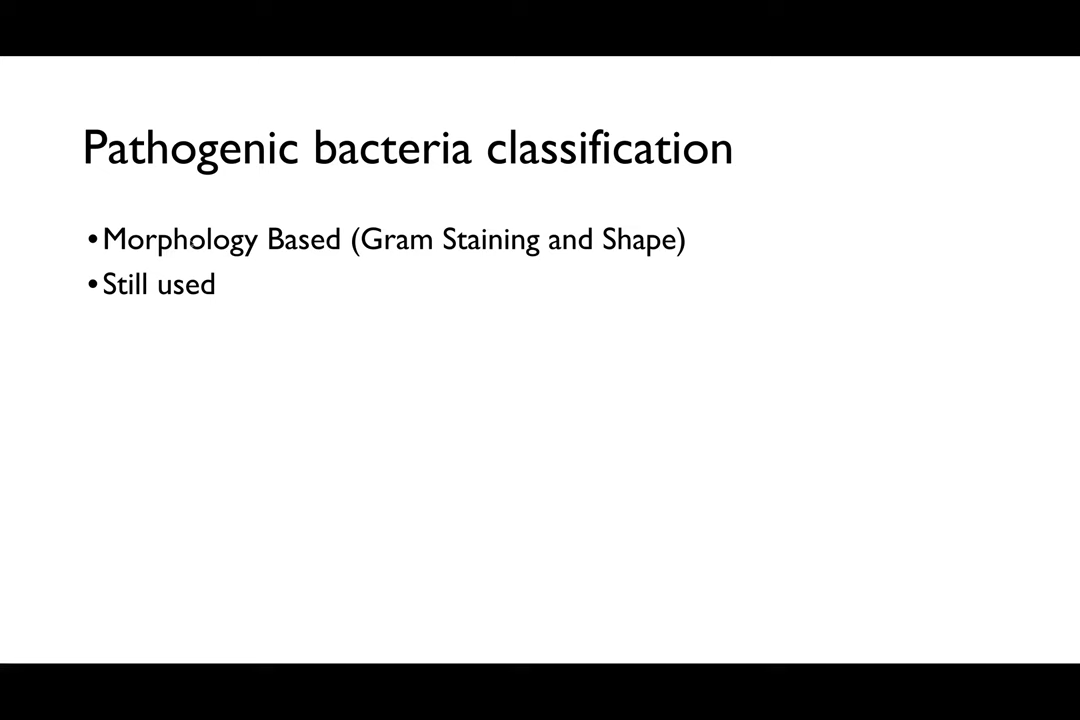 Pathogenic bacteria classification
•Morphology Based (Gram Staining and Shape)
•Still used